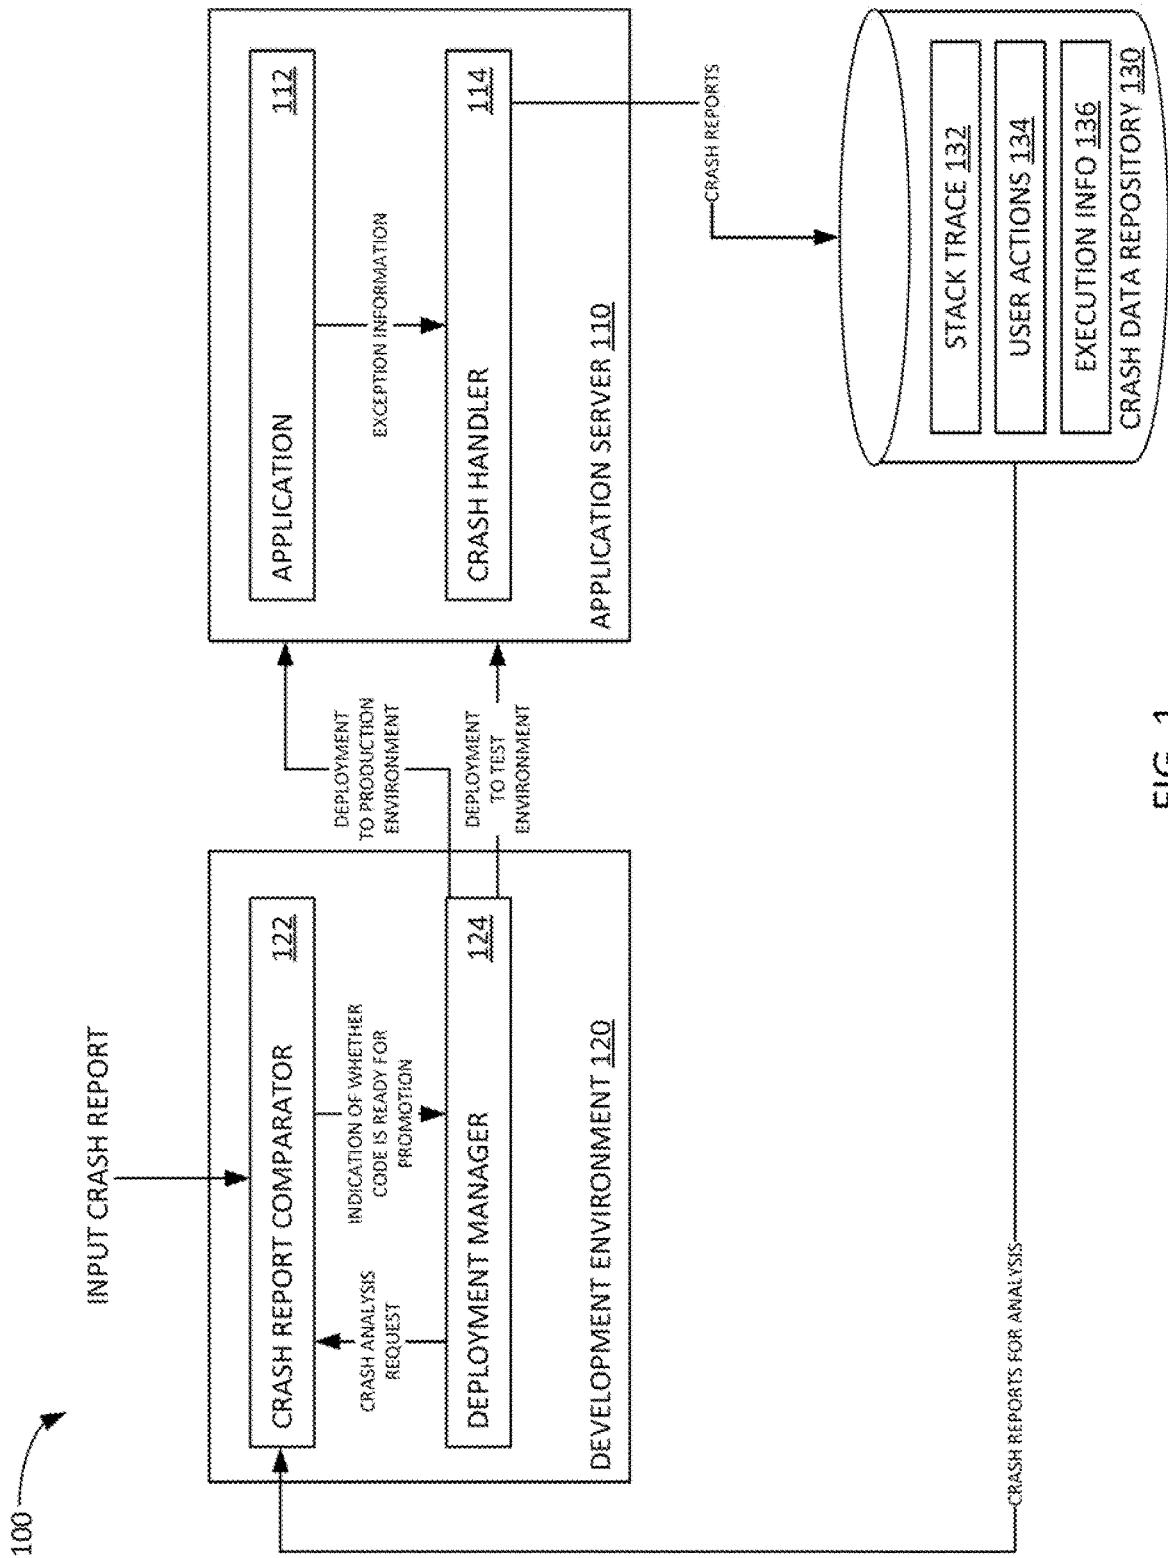 100
INPUT CRASH REPORT
CRASH REPORT COMPARATOR 122
CRASH ANALYSIS
REQUEST
INDICATION OF WHETHER
CODE IS READY FOR
PROMOTION
DEPLOYMENT MANAGER 124
DEVELOPMENT ENVIRONMENT 120
DEPLOYMENT
TO PRODUCTION
ENVIRONMENT
DEPLOYMENT
TO TEST
ENVIRONMENT
APPLICATION 112
EXCEPTION INFORMATION
CRASH HANDLER 114
APPLICATION SERVER 110
CRASH REPORTS
STACK TRACE 132
USER ACTIONS 134
EXECUTION INFO 136
CRASH DATA REPOSITORY 130
CRASH REPORTS FOR ANALYSIS
FIG. 1